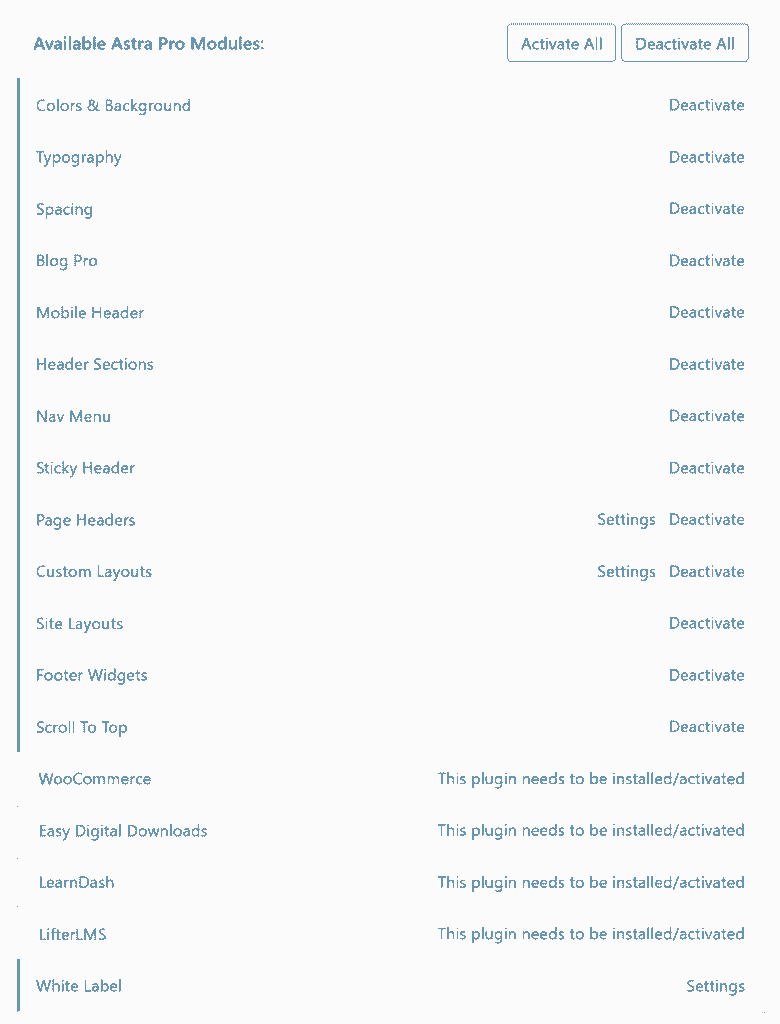 Available Astra Pro Modules: Activate All Deactivate All
Colors & Background Deactivate
Typography Deactivate
Spacing Deactivate
Blog Pro Deactivate
Mobile Header Deactivate
Header Sections Deactivate
Nav Menu Deactivate
Sticky Header Deactivate
Page Headers Settings Deactivate
Custom Layouts Settings Deactivate
Site Layouts Deactivate
Footer Widgets Deactivate
Scroll To Top Deactivate
WooCommerce This plugin needs to be installed/activated
Easy Digital Downloads This plugin needs to be installed/activated
LearnDash This plugin needs to be installed/activated
LifterLMS This plugin needs to be installed/activated
White Label Settings